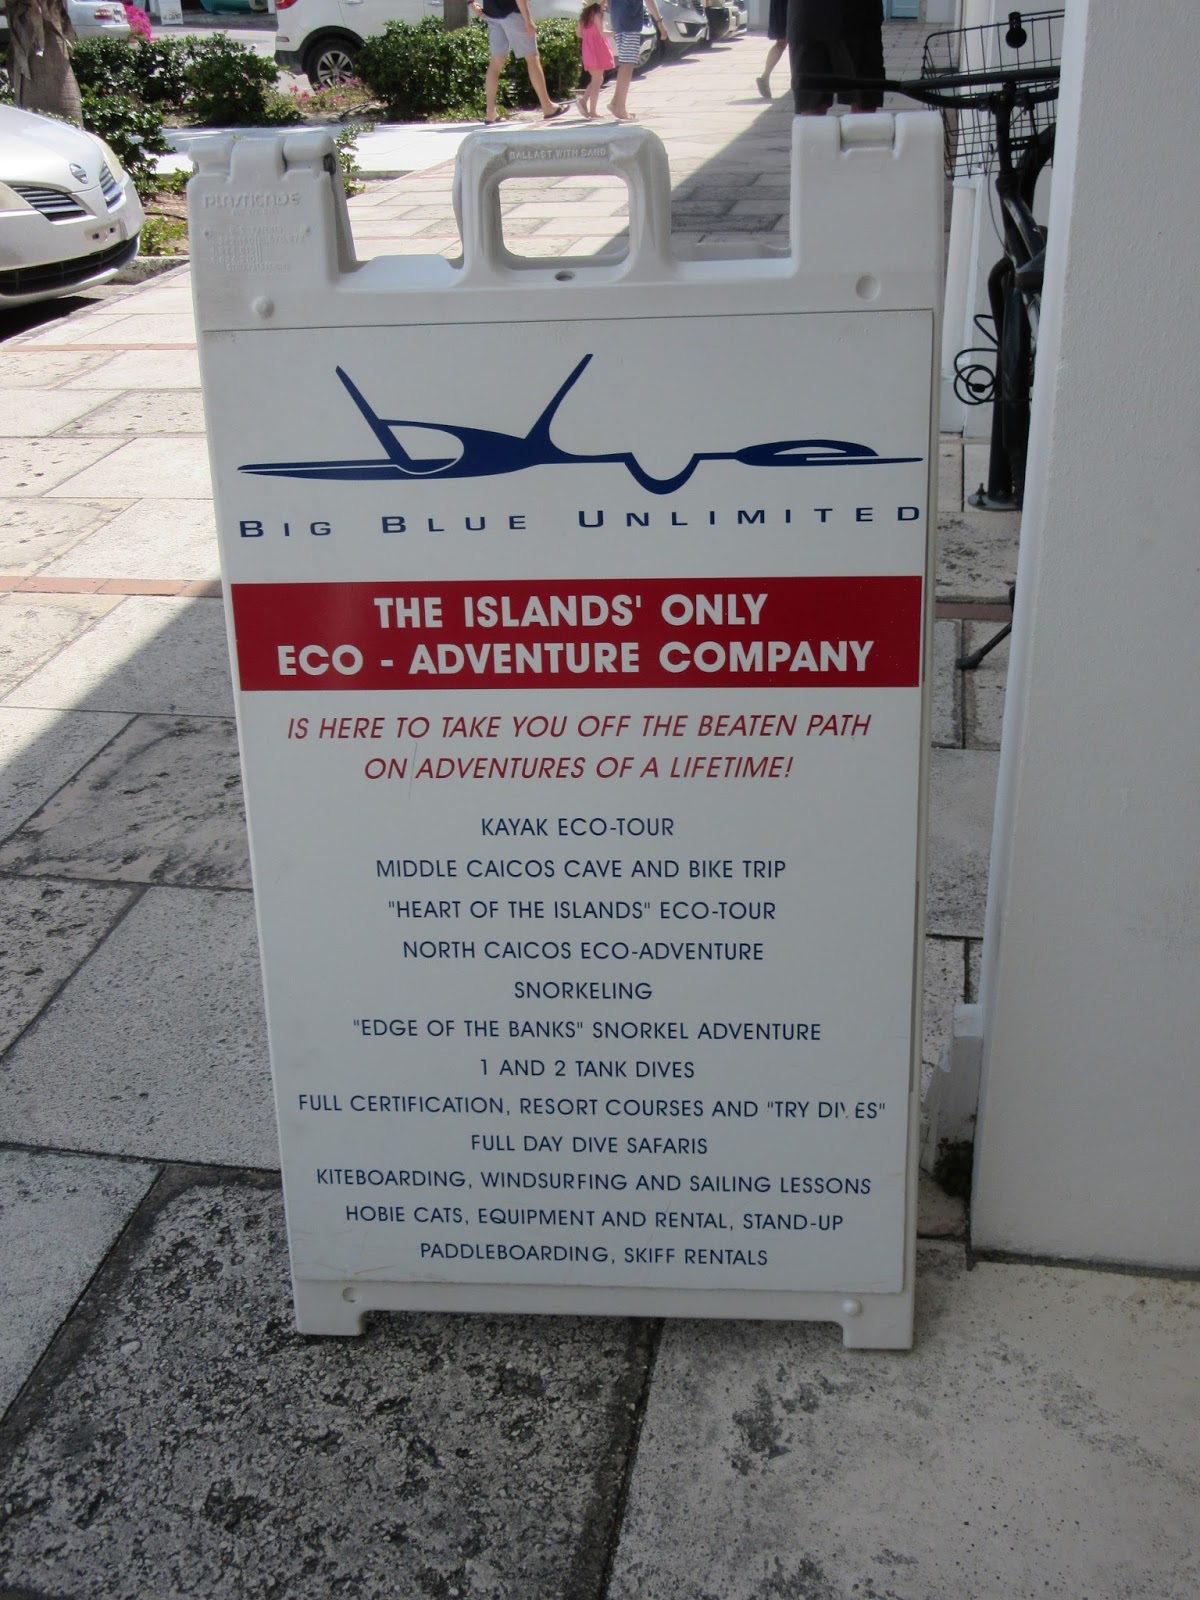 BALLAST WITH SAND
PLASTICADE
BIG BLUE UNLIMITED
THE ISLANDS' ONLY
ECO - ADVENTURE COMPANY
IS HERE TO TAKE YOU OFF THE BEATEN PATH
ON ADVENTURES OF A LIFETIME!
KAYAK ECO-TOUR
MIDDLE CAICOS CAVE AND BIKE TRIP
"HEART OF THE ISLANDS" ECO-TOUR
NORTH CAICOS ECO-ADVENTURE
SNORKELING
"EDGE OF THE BANKS" SNORKEL ADVENTURE
1 AND 2 TANK DIVES
FULL CERTIFICATION, RESORT COURSES AND "TRY DIVES"
FULL DAY DIVE SAFARIS
KITEBOARDING, WINDSURFING AND SAILING LESSONS
HOBIE CATS, EQUIPMENT AND RENTAL, STAND-UP
PADDLEBOARDING, SKIFF RENTALS